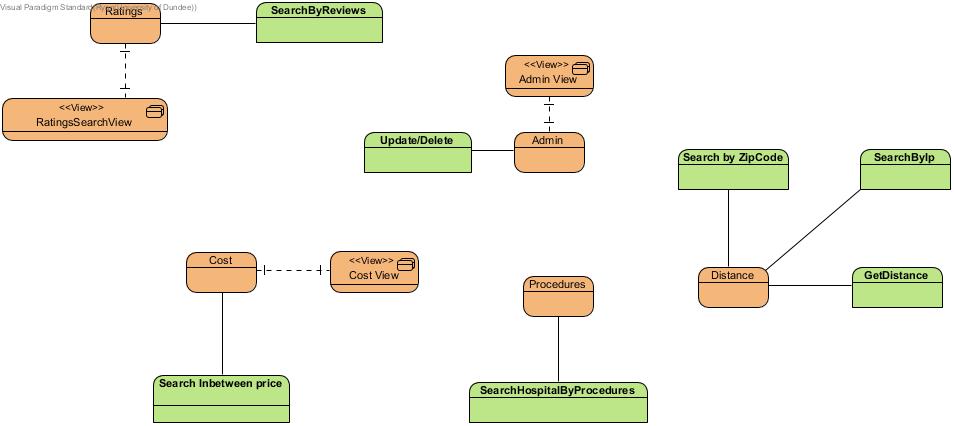 Visual Paradigm Standard
University of Dundee))
Ratings
SearchByReviews
<<View>>
RatingsSearchView
<<View>>
Admin View
Update/Delete
Admin
Search by ZipCode
SearchByIp
Cost
<<View>>
Cost View
Procedures
Distance
GetDistance
Search Inbetween price
SearchHospitalByProcedures